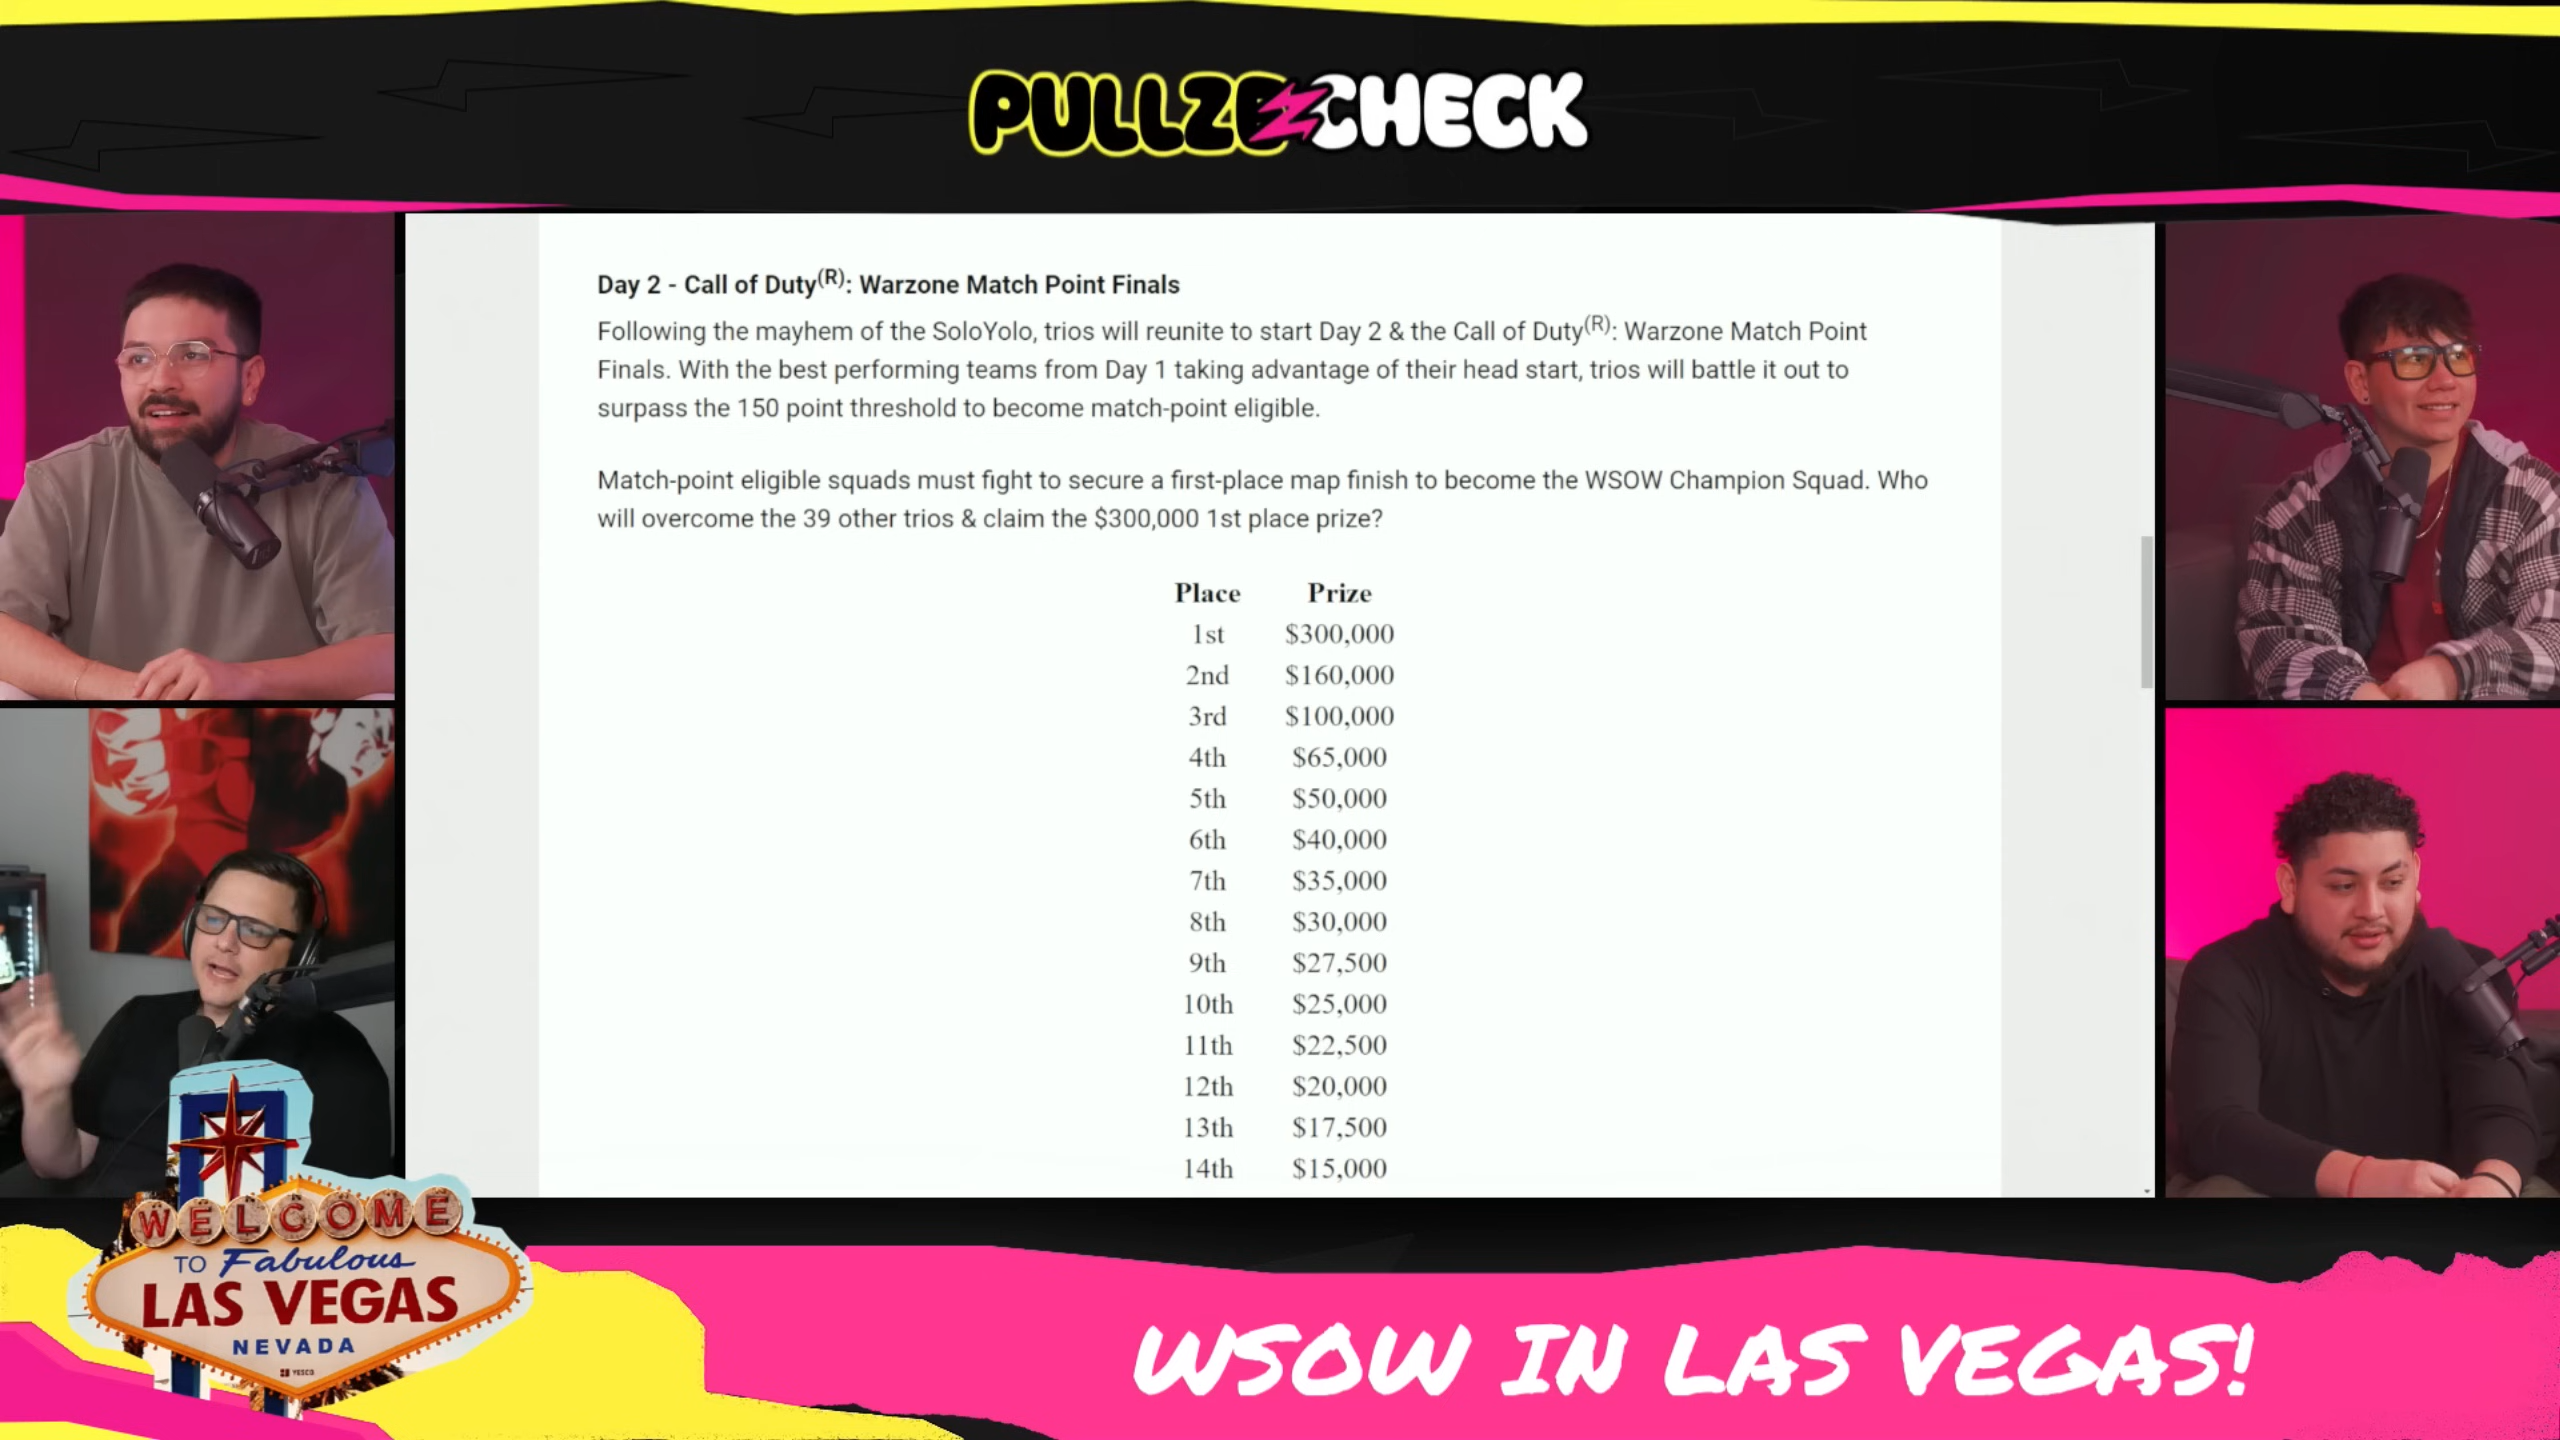 PULLZE CHECK
Day 2 - Call of Duty(R): Warzone Match Point Finals
Following the mayhem of the SoloYolo, trios will reunite to start Day 2 & the Call of Duty(R): Warzone Match Point
Finals. With the best performing teams from Day 1 taking advantage of their head start, trios will battle it out to
surpass the 150 point threshold to become match-point eligible.
Match-point eligible squads must fight to secure a first-place map finish to become the WSOW Champion Squad. Who
will overcome the 39 other trios & claim the $300,000 1st place prize?
Place Prize
1st $300,000
2nd $160,000
3rd $100,000
4th $65,000
5th $50,000
6th $40,000
7th $35,000
8th $30,000
9th $27,500
10th $25,000
11th $22,500
12th $20,000
13th $17,500
14th $15,000
WELCOME
TO Fabulous
LAS VEGAS
NEVADA
YESCO
WSOW IN LAS VEGAS!